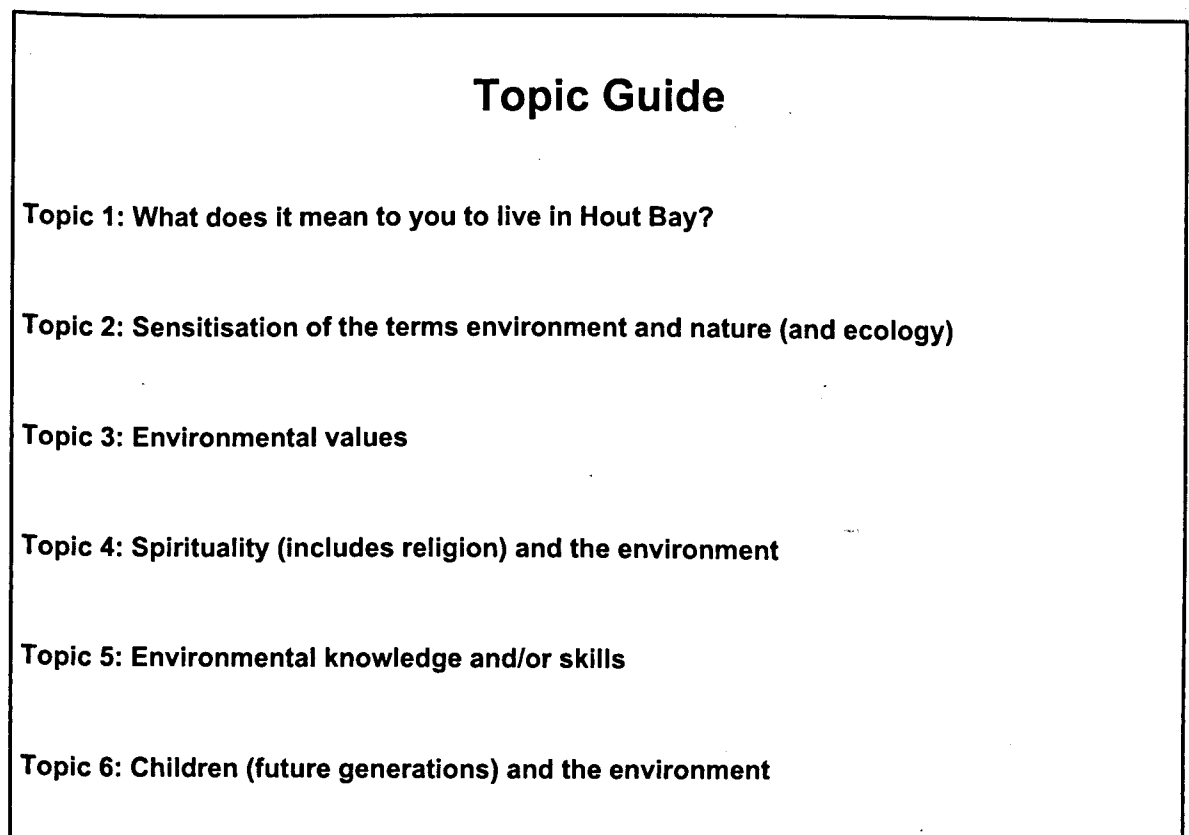 Topic Guide
Topic 1: What does it mean to you to live in Hout Bay?
Topic 2: Sensitisation of the terms environment and nature (and ecology)
Topic 3: Environmental values
Topic 4: Spirituality (includes religion) and the environment
Topic 5: Environmental knowledge and/or skills
Topic 6: Children (future generations) and the environment